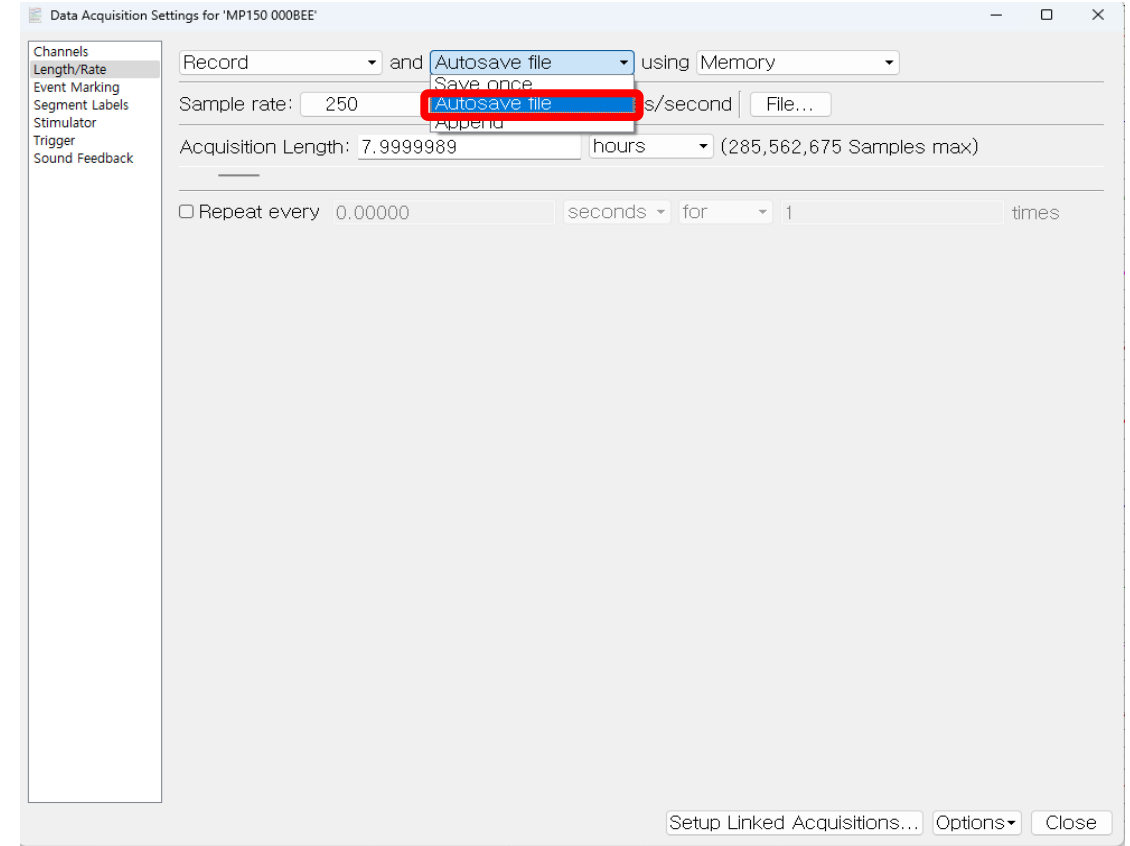 Data Acquisition Settings for 'MP150 000BEE'
Channels
Length/Rate
Event Marking
Segment Labels
Stimulator
Trigger
Sound Feedback
Record and Autosave file using Memory
Save once
Autosave file
Append
Sample rate: 250 s/second File...
Acquisition Length: 7.9999989 hours (285,562,675 Samples max)
Repeat every 0.00000 seconds for 1 times
Setup Linked Acquisitions... Options Close